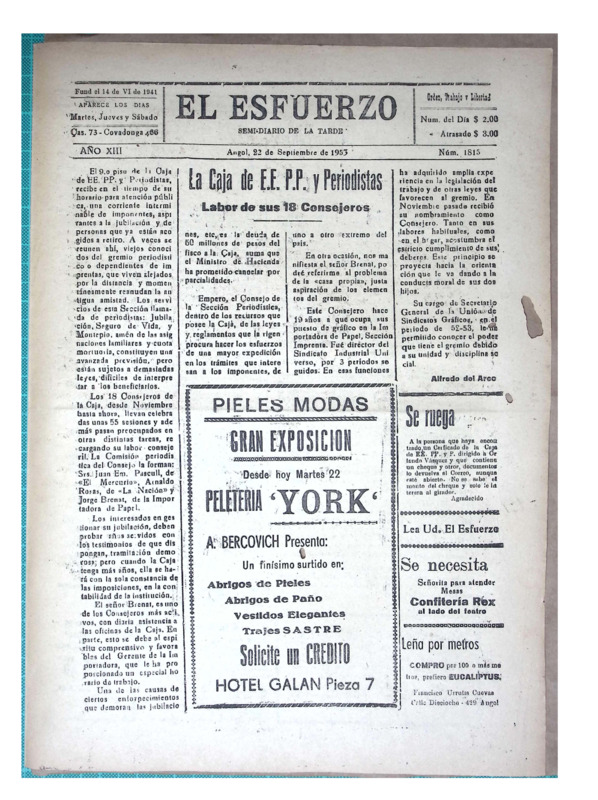 Fund el 14 de VI de 1941
APARECE LOS DIAS
Martes, Jueves y Sábado
Cas. 73 - Covadonga 466
EL ESFUERZO
SEMI-DIARIO DE LA TARDE
Orden, Trabajo y Libertad
Num. del Día $ 2.00
" Atrasado $ 3.00
AÑO XIII
Angol, 22 de Septiembre de 1953
Núm. 1815
El 9.o piso de la Caja
de EE. PP. y Periodistas,
recibe en el tiempo de su
horario para atención públi
ca, una corriente intermi
nable de imponentes, aspi
rantes a la jubilación y de
personas que ya están aco
gidos a retiro. A veces se
reunen ahí, viejos conoci
dos del gremio periodísti
co o dependientes de im
prentas, que viven alejados
por la distancia y momen
táneamente reanudan la an
tigua amistad. Los servi
cios de esta Sección llama
da de periodistas: Jubila
ción, Seguro de Vida, y
Montepío, amén de las asig
naciones familiares y cuota
mortuoria, constituyen una
avanzada previsión, pero
están sujetos a demasiadas
leyes, difíciles de interpre
tar a los beneficiarios.
Los 18 Consejeros de
la Caja, desde Noviembre
hasta ahora, llevan celebra
das unas 55 sesiones y ade
más pasan preocupados en
otras distintas tareas, re
cargando su labor conseje
ril. La Comisión periodís
tica del Consejo la forman:
Srs. Juan Em. Pascull, de
«El Mercurio», Arnaldo
Rosas, de «La Nación» y
Jorge Brenat, de la Impor
tadora de Papel.
Los interesados en ges
tionar su jubilación, deben
probar años servidos con
los testimonios de que dis
pongan, tramitación demo
rosa; pero cuando la Caja
tenga más años, ella se ha-
rá con la sola constancia de
las imposiciones, en la con
tabilidad de la institución.
El señor Brenat, es uno
de los Consejeros más acti
vos, con diaria asistencia a
las oficinas de la Caja. En
parte, esto se debe al espí
ritu comprensivo y favora
bles del Gerente de la Im
portadora, que le ha pro
porcionado un especial ho
rario de trabajo.
Una de las causas de
ciertos entorpecimientos
que demoran las jubilacio
La Caja de E.E. P.P. y Periodistas
Labor de sus 18 Consejeros
nes, etc, es la deuda de
60 millones de pesos del
fisco a la Caja, suma que
el Ministro de Hacienda
ha prometido cancelar por
parcialidades.
Empero, el Consejo de
la Sección Periodistas,
dentro de los recursos que
posee la Caja, de las leyes
y reglamentos que la rigen
procura hacer los esfuerzos
de una mayor expedición
en los trámites que intere
san a los imponentes, de
uno a otro extremo del
país.
En otra ocasión, nos ma
nifiesta el señor Brenat, po
dré referirme al problema
de la «casa propia», justa
aspiración de los elemen
tos del gremio.
Este Consejero hace
19 años a que ocupa sus
puesto de gráfico en la Im
portadora de Papel, Sección
Imprenta. Fué director del
Sindicato Industrial Uni
verso, por 3 períodos se
guidos. En esas funciones
ha adquirido amplia expe
riencia en la legislación del
trabajo y de otras leyes que
favorecen al gremio. En
Noviembre pasado recibió
su nombramiento como
Consejero. Tanto en sus
labores habituales, como
en el hogar, acostumbra el
estricto cumplimiento de sus
deberes. Este principio se
proyecta hacia la orienta
ción que le va dando a la
conducta moral de sus dos
hijos.
Su cargo de Secretario
General de la Unión de
Sindicatos Gráficos, en el
período de 52-53, le ha
permitido conocer el poder
que tiene el gremio debido
a su unidad y disciplina so
cial.
Alfredo del Arco
PIELES MODAS
GRAN EXPOSICION
Desde hoy Martes 22
PELETERIA 'YORK'
A. BERCOVICH Presenta:
Un finísimo surtido en:
Abrigos de Pieles
Abrigos de Paño
Vestidos Elegantes
Trajes SASTRE
Solicite un CREDITO
HOTEL GALAN Pieza 7
Se ruega
A la persona que haya encon
trado un Cerficado de la Caja
de EE. PP. y P. dirigido a Or
lando Vásquez y que contiene
un cheque y otros, documentos
lo devuelva al Correo, aunque
esté abierto. No se sabe el
monto del cheque y solo le in
teresa al girador.
Agradecido
Lea Ud. El Esfuerzo
Se necesita
Señorita para atender
Mesas
Confitería Rex
al lado del teatro
Leña por metros
COMPRO por 100 o más me
tros, prefiero EUCALIPTUS.
Francisco Urrutia Cuevas
Calle Dieciocho - 429 Angol